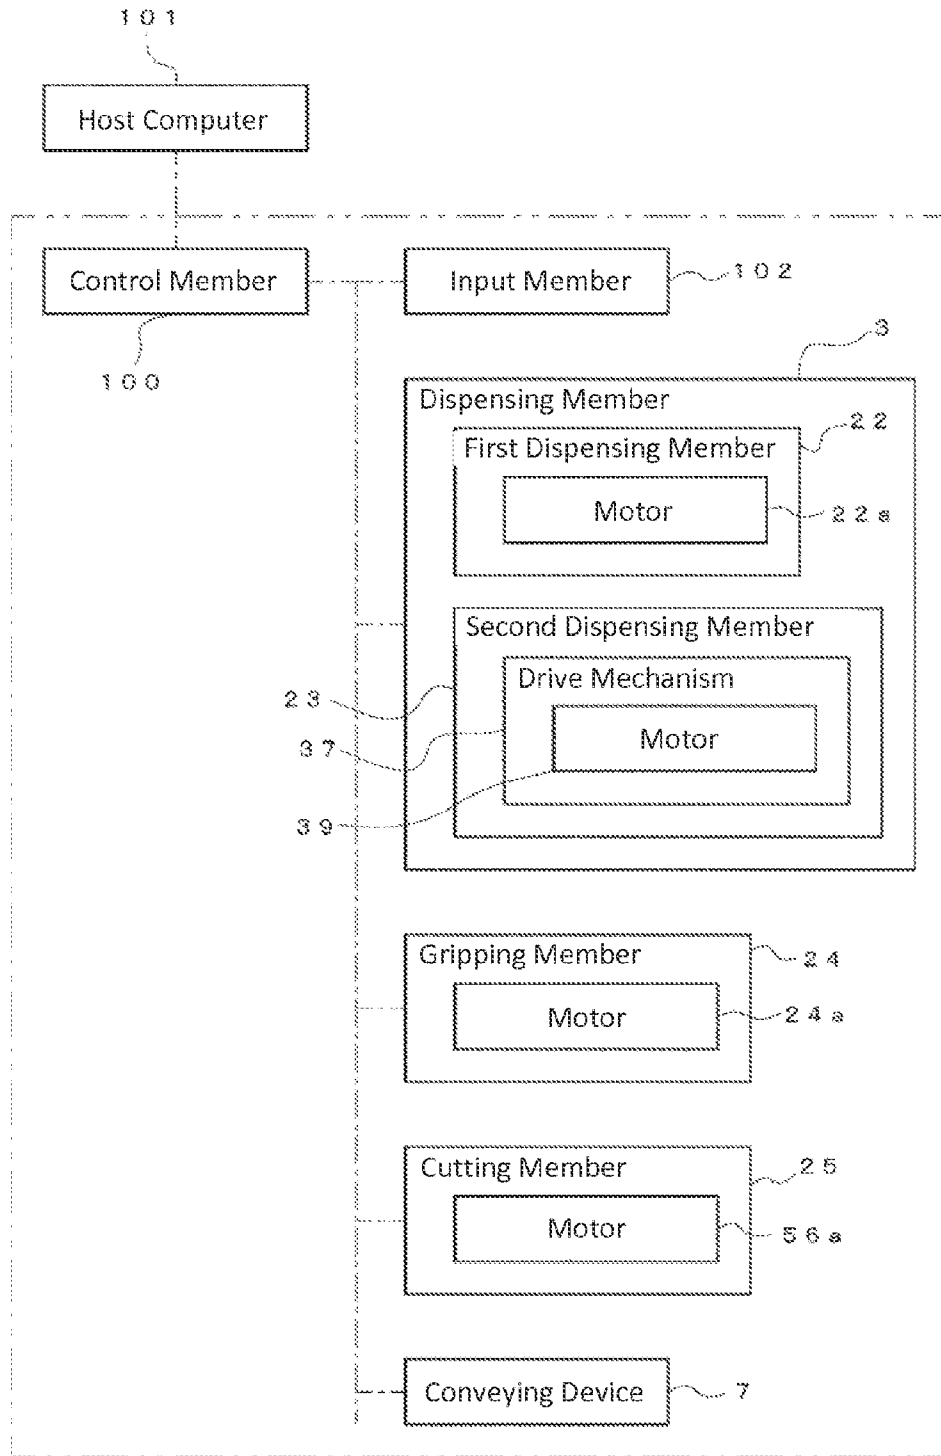 101
Host Computer
Control Member
100
Input Member
102
3
Dispensing Member
22
First Dispensing Member
Motor
22a
Second Dispensing Member
23
Drive Mechanism
37
Motor
39
Gripping Member
24
Motor
24a
Cutting Member
25
Motor
56a
Conveying Device
7